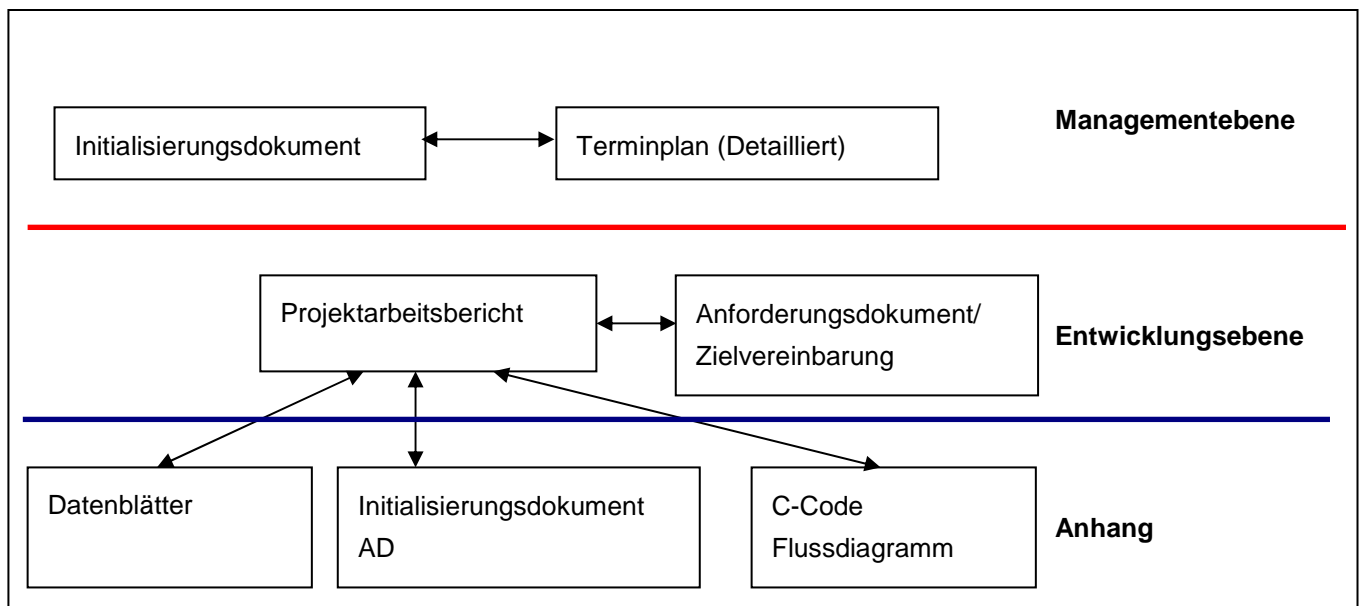 Managementebene
Initialisierungsdokument
Terminplan (Detailliert)
Projektarbeitsbericht
Anforderungsdokument/
Zielvereinbarung
Entwicklungsebene
Datenblätter
Initialisierungsdokument
AD
C-Code
Flussdiagramm
Anhang